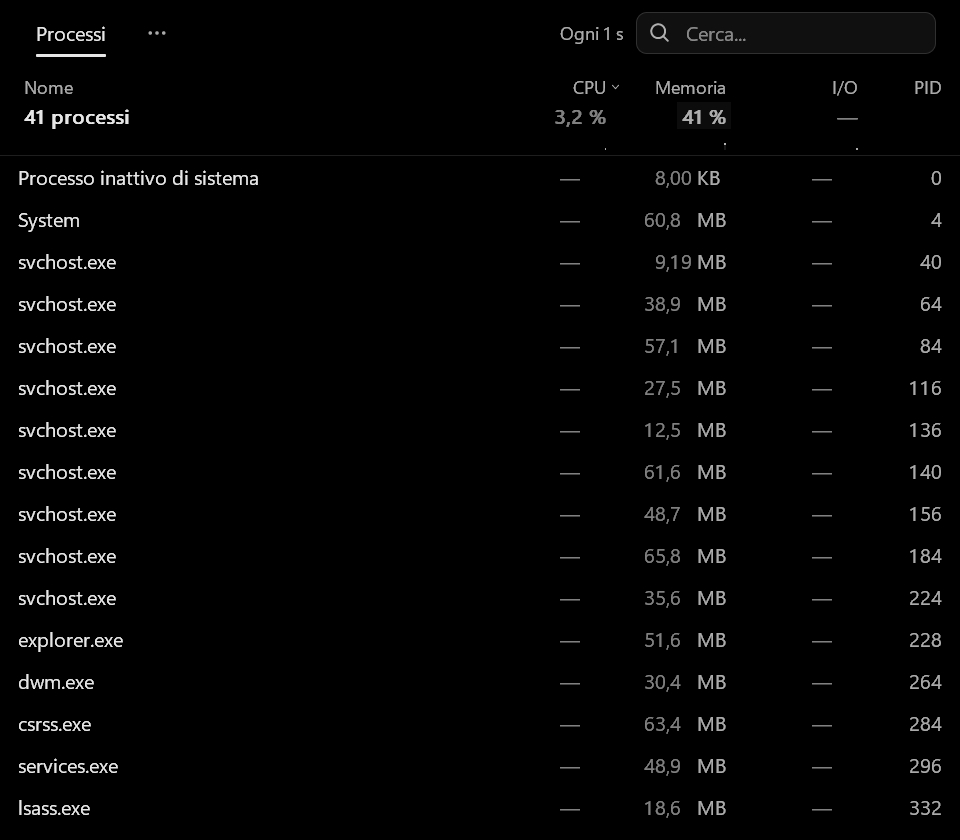 Processi ··· Ogni 1 s Cerca...
Nome CPU Memoria I/O PID
41 processi 3,2 % 41 % —
Processo inattivo di sistema — 8,00 KB — 0
System — 60,8 MB — 4
svchost.exe — 9,19 MB — 40
svchost.exe — 38,9 MB — 64
svchost.exe — 57,1 MB — 84
svchost.exe — 27,5 MB — 116
svchost.exe — 12,5 MB — 136
svchost.exe — 61,6 MB — 140
svchost.exe — 48,7 MB — 156
svchost.exe — 65,8 MB — 184
svchost.exe — 35,6 MB — 224
explorer.exe — 51,6 MB — 228
dwm.exe — 30,4 MB — 264
csrss.exe — 63,4 MB — 284
services.exe — 48,9 MB — 296
lsass.exe — 18,6 MB — 332